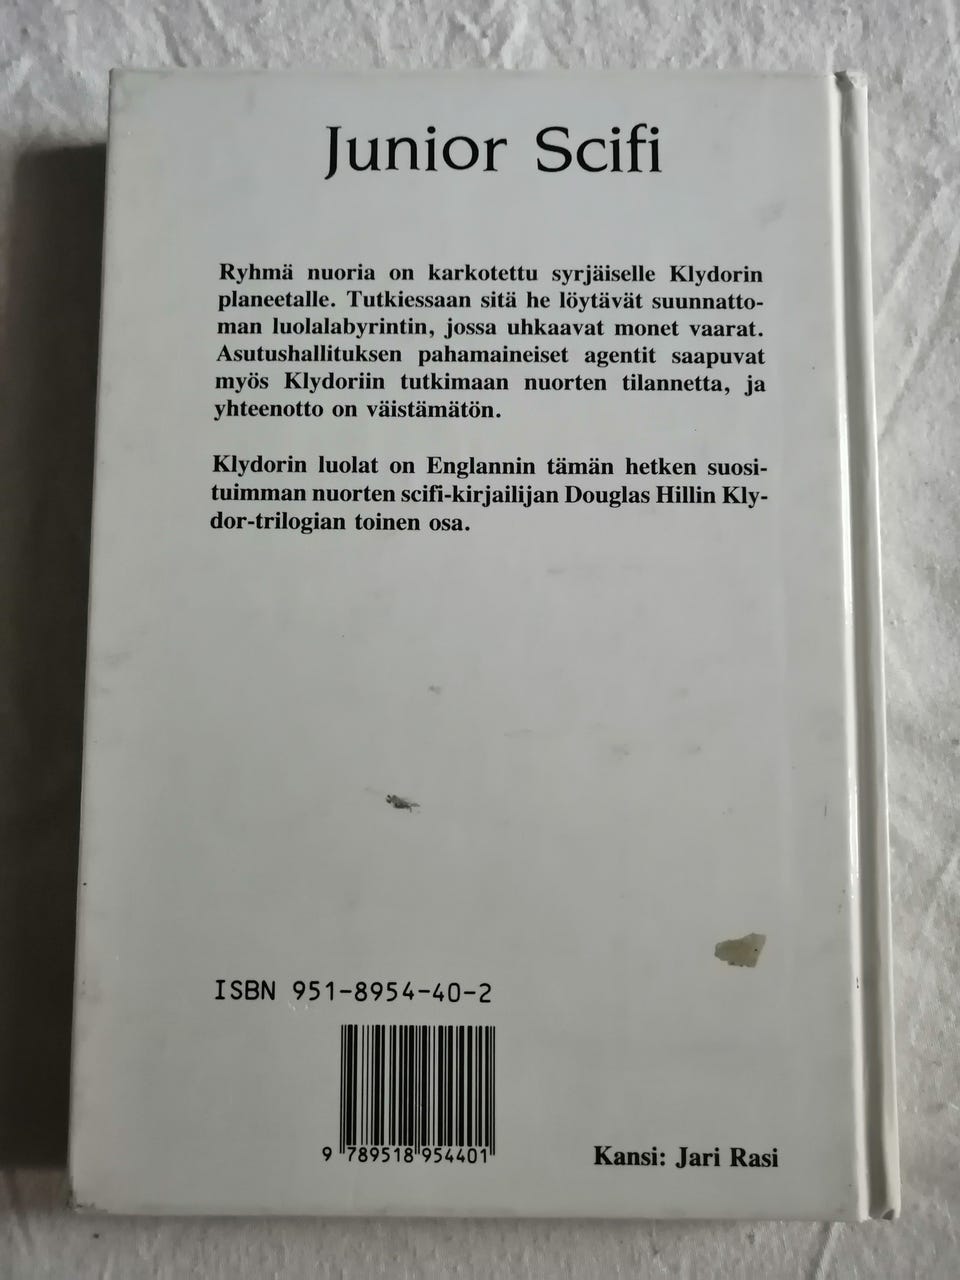 Junior Scifi
Ryhmä nuoria on karkotettu syrjäiselle Klydorin
planeetalle. Tutkiessaan sitä he löytävät suunnatto-
man luolalabyrintin, jossa uhkaavat monet vaarat.
Asutushallituksen pahamaineiset agentit saapuvat
myös Klydoriin tutkimaan nuorten tilannetta, ja
yhteenotto on väistämätön.
Klydorin luolat on Englannin tämän hetken suosi-
tuimman nuorten scifi-kirjailijan Douglas Hillin Kly-
dor-trilogian toinen osa.
ISBN 951-8954-40-2
9 789518 954401
Kansi: Jari Rasi